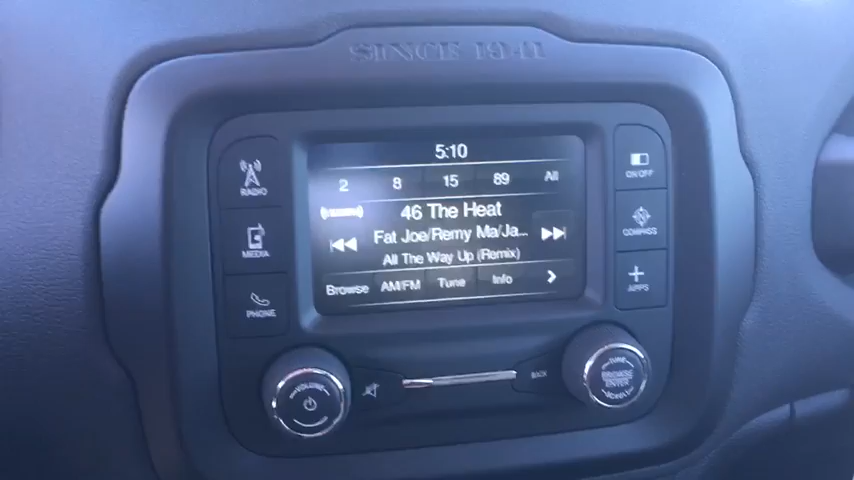 SINCE 1941
5:10
2 8 15 89 All
46 The Heat
Fat Joe/Remy Ma/Ja...
All The Way Up (Remix)
Browse AM/FM Tune Info
RADIO
MEDIA
PHONE
ON/OFF
COMPASS
APPS
VOLUME
BACK
TUNE
BROWSE
ENTER
SCROLL